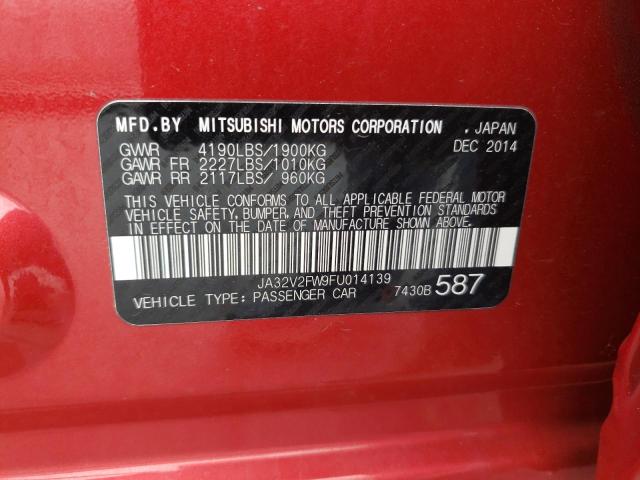 MFD.BY MITSUBISHI MOTORS CORPORATION . JAPAN
GVWR 4190LBS/1900KG DEC 2014
GAWR FR 2227LBS/1010KG
GAWR RR 2117LBS/ 960KG
THIS VEHICLE CONFORMS TO ALL APPLICABLE FEDERAL MOTOR
VEHICLE SAFETY, BUMPER, AND THEFT PREVENTION STANDARDS
IN EFFECT ON THE DATE OF MANUFACTURE SHOWN ABOVE.
JA32V2FW9FU014139
VEHICLE TYPE: PASSENGER CAR 7430B 587